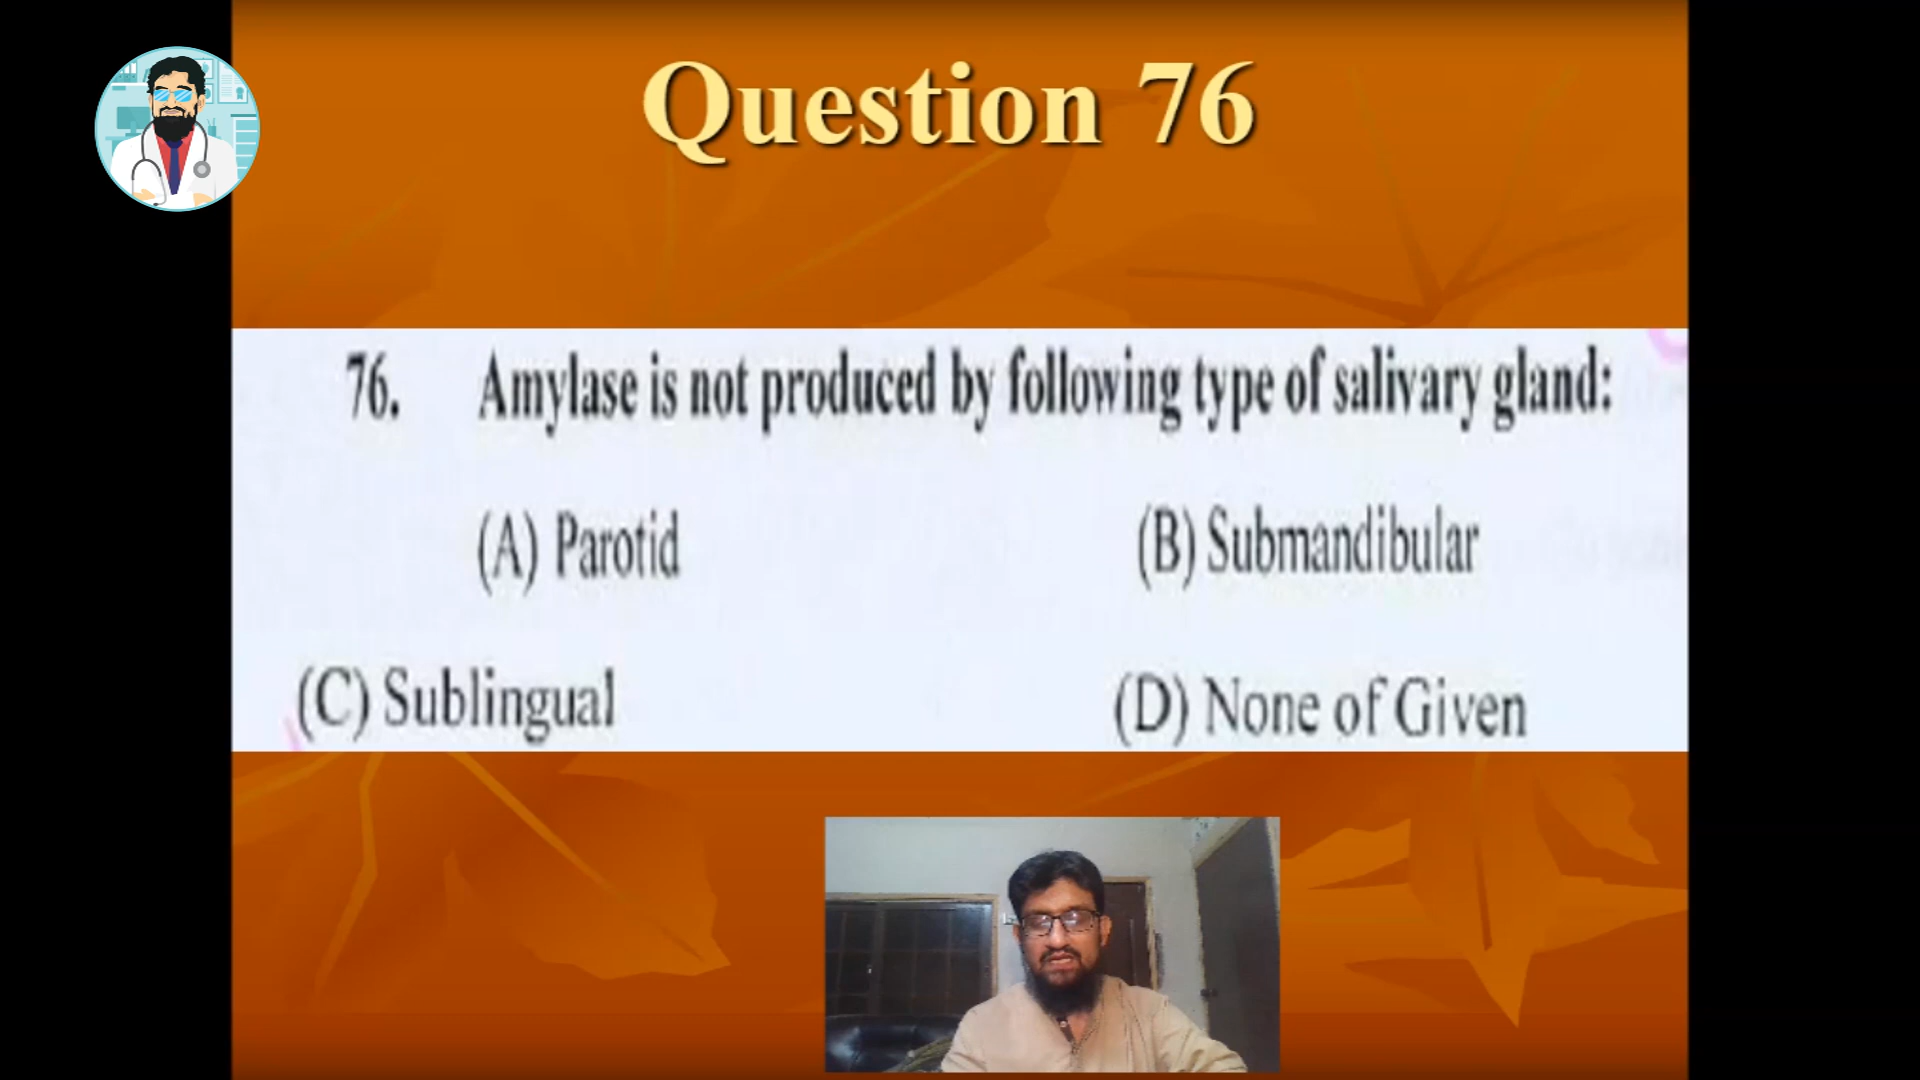 Question 76
76. Amylase is not produced by following type of salivary gland:
(A) Parotid (B) Submandibular
(C) Sublingual (D) None of Given